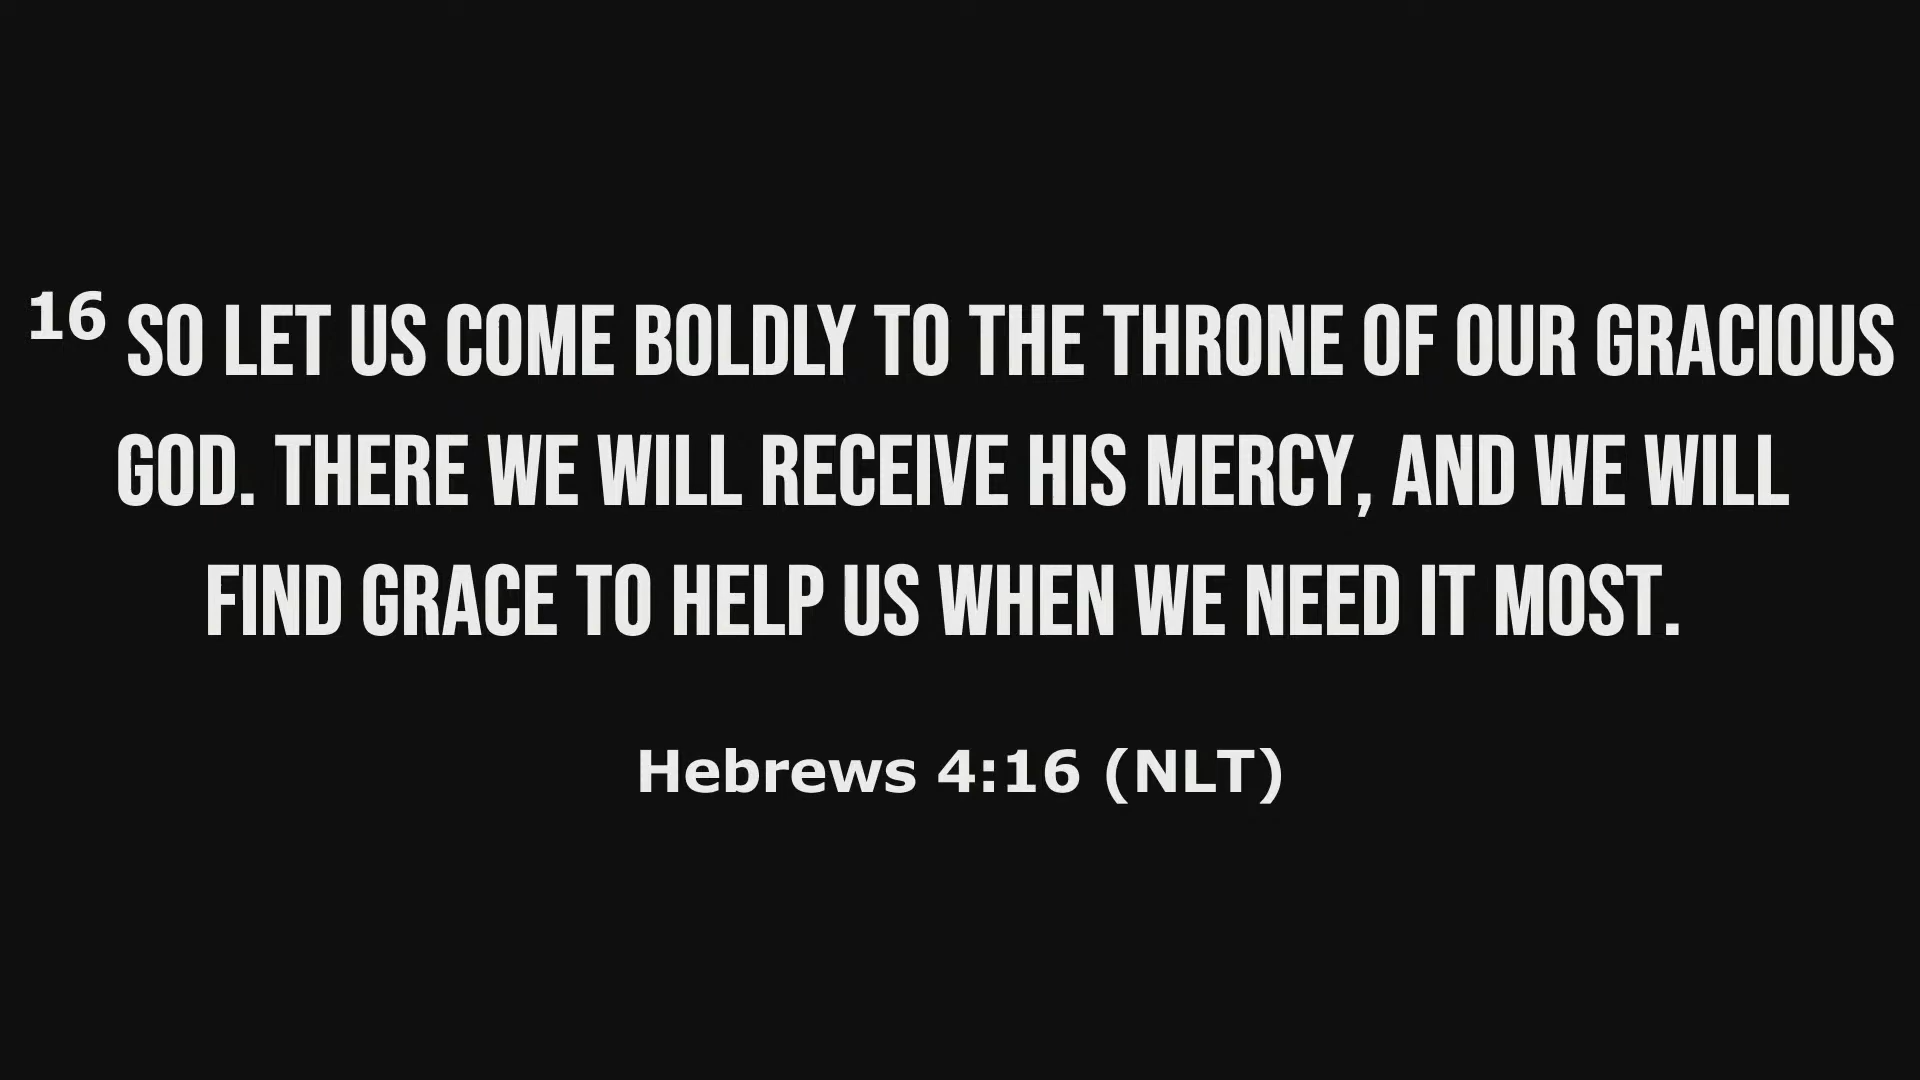 16 SO LET US COME BOLDLY TO THE THRONE OF OUR GRACIOUS
GOD. THERE WE WILL RECEIVE HIS MERCY, AND WE WILL
FIND GRACE TO HELP US WHEN WE NEED IT MOST.
Hebrews 4:16 (NLT)